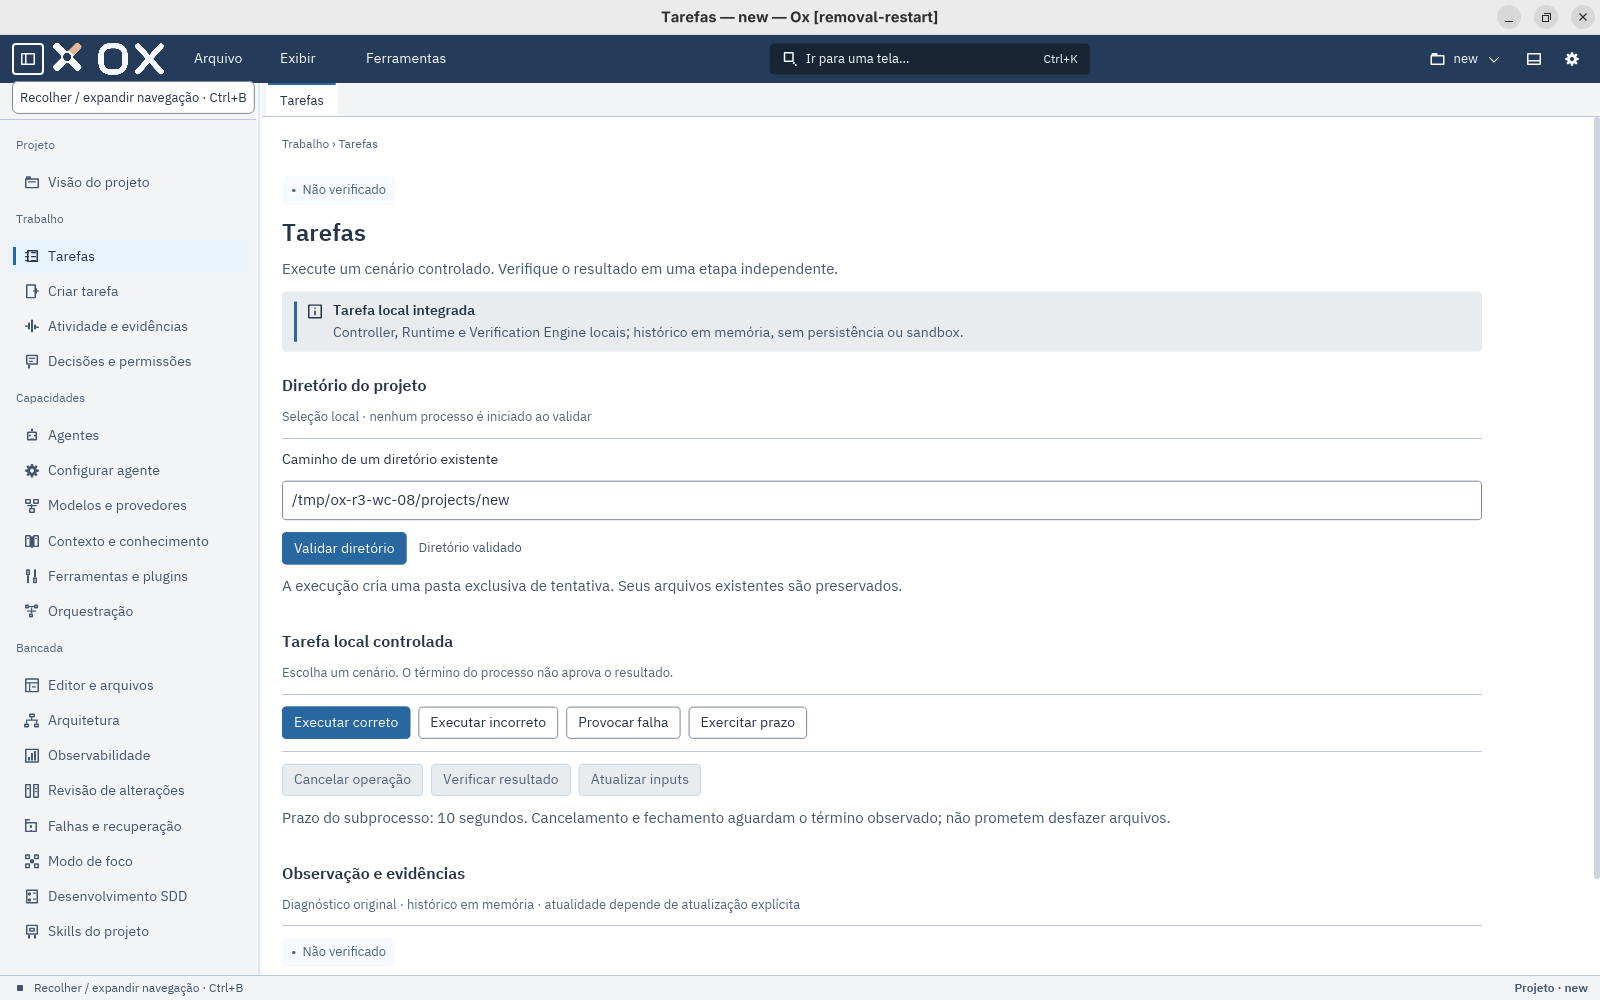 Tarefas — new — Ox [removal-restart]
OX
Arquivo
Exibir
Ferramentas
Ir para uma tela...
Ctrl+K
new
Recolher / expandir navegação · Ctrl+B
Projeto
Visão do projeto
Trabalho
Tarefas
Criar tarefa
Atividade e evidências
Decisões e permissões
Capacidades
Agentes
Configurar agente
Modelos e provedores
Contexto e conhecimento
Ferramentas e plugins
Orquestração
Bancada
Editor e arquivos
Arquitetura
Observabilidade
Revisão de alterações
Falhas e recuperação
Modo de foco
Desenvolvimento SDD
Skills do projeto
Tarefas
Trabalho › Tarefas
• Não verificado
Tarefas
Execute um cenário controlado. Verifique o resultado em uma etapa independente.
Tarefa local integrada
Controller, Runtime e Verification Engine locais; histórico em memória, sem persistência ou sandbox.
Diretório do projeto
Seleção local · nenhum processo é iniciado ao validar
Caminho de um diretório existente
/tmp/ox-r3-wc-08/projects/new
Validar diretório
Diretório validado
A execução cria uma pasta exclusiva de tentativa. Seus arquivos existentes são preservados.
Tarefa local controlada
Escolha um cenário. O término do processo não aprova o resultado.
Executar correto
Executar incorreto
Provocar falha
Exercitar prazo
Cancelar operação
Verificar resultado
Atualizar inputs
Prazo do subprocesso: 10 segundos. Cancelamento e fechamento aguardam o término observado; não prometem desfazer arquivos.
Observação e evidências
Diagnóstico original · histórico em memória · atualidade depende de atualização explícita
• Não verificado
Recolher / expandir navegação · Ctrl+B
Projeto · new